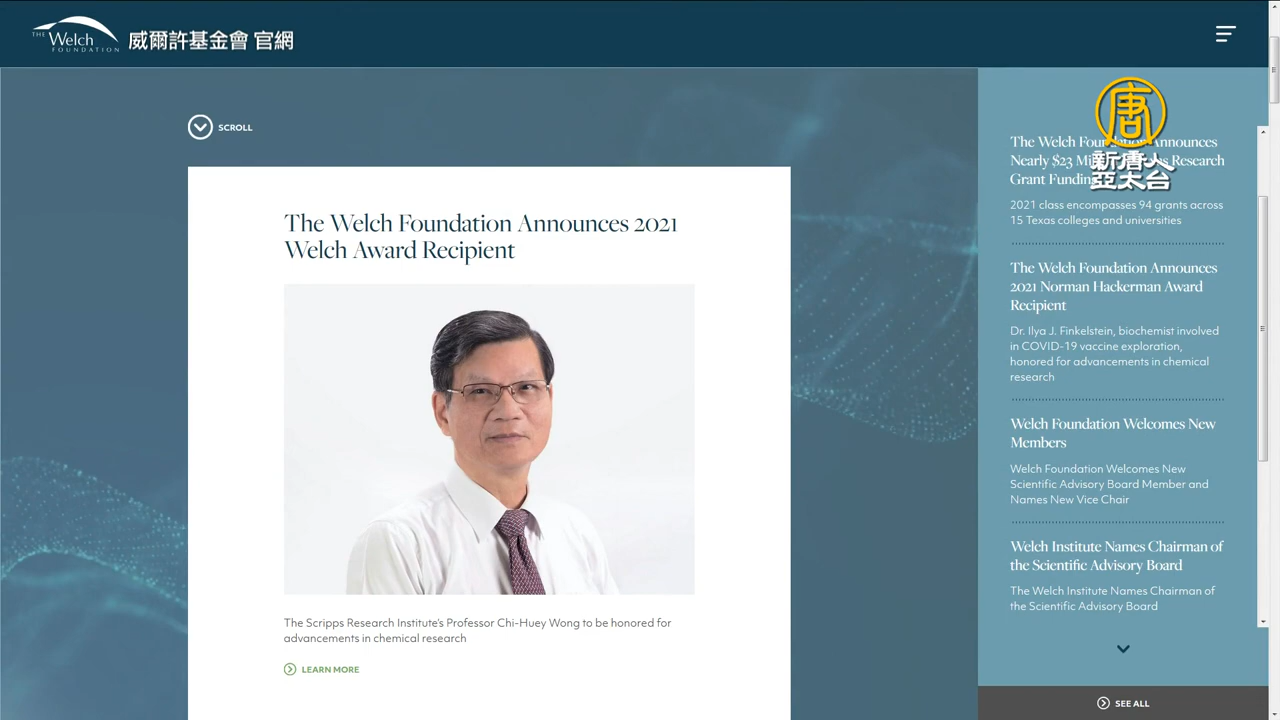 THE
Welch
FOUNDATION
威爾許基金會 官網
SCROLL
The Welch Foundation Announces 2021
Welch Award Recipient
The Scripps Research Institute's Professor Chi-Huey Wong to be honored for
advancements in chemical research
LEARN MORE
唐
新唐人
亞太台
The Welch Foundation Announces
Nearly $23 Research
Grant Funding
2021 class encompasses 94 grants across
15 Texas colleges and universities
The Welch Foundation Announces
2021 Norman Hackerman Award
Recipient
Dr. Ilya J. Finkelstein, biochemist involved
in COVID-19 vaccine exploration,
honored for advancements in chemical
research
Welch Foundation Welcomes New
Members
Welch Foundation Welcomes New
Scientific Advisory Board Member and
Names New Vice Chair
Welch Institute Names Chairman of
the Scientific Advisory Board
The Welch Institute Names Chairman of
the Scientific Advisory Board
SEE ALL